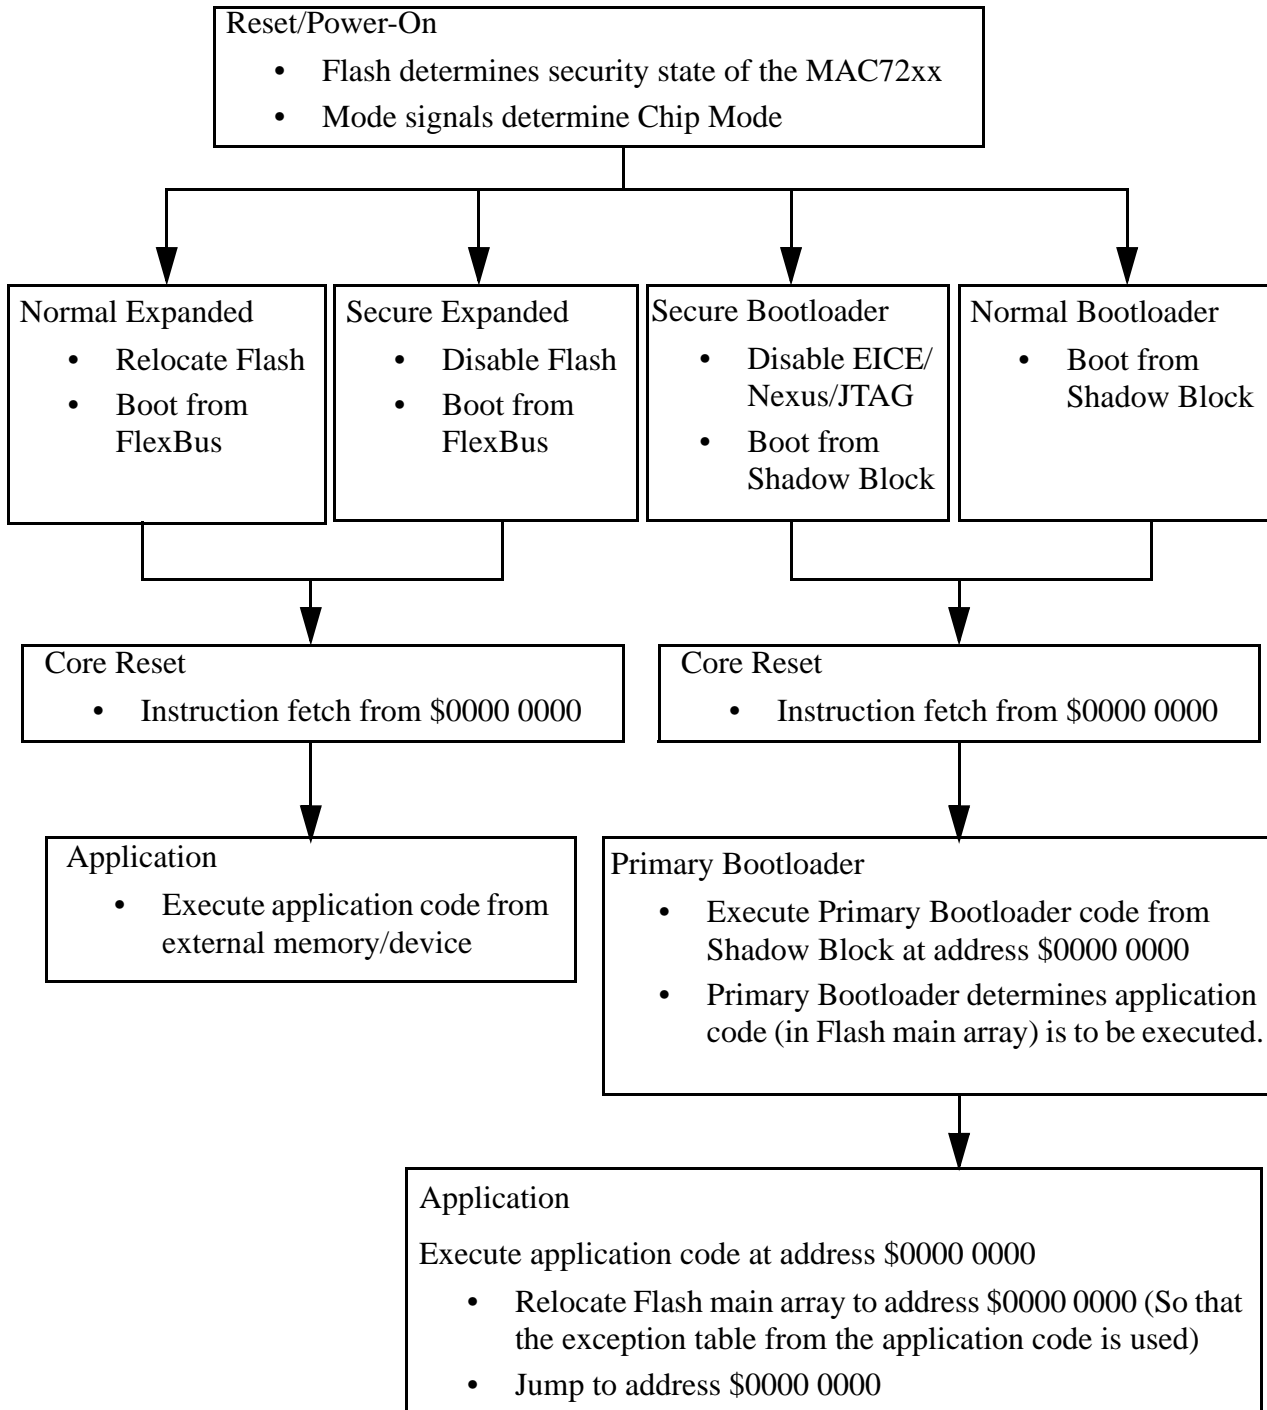 Reset/Power-On
• Flash determines security state of the MAC72xx
• Mode signals determine Chip Mode
Normal Expanded
• Relocate Flash
• Boot from
FlexBus
Secure Expanded
• Disable Flash
• Boot from
FlexBus
Secure Bootloader
• Disable EICE/
Nexus/JTAG
• Boot from
Shadow Block
Normal Bootloader
• Boot from
Shadow Block
Core Reset
• Instruction fetch from $0000 0000
Core Reset
• Instruction fetch from $0000 0000
Application
• Execute application code from
external memory/device
Primary Bootloader
• Execute Primary Bootloader code from
Shadow Block at address $0000 0000
• Primary Bootloader determines application
code (in Flash main array) is to be executed.
Application
Execute application code at address $0000 0000
• Relocate Flash main array to address $0000 0000 (So that
the exception table from the application code is used)
• Jump to address $0000 0000